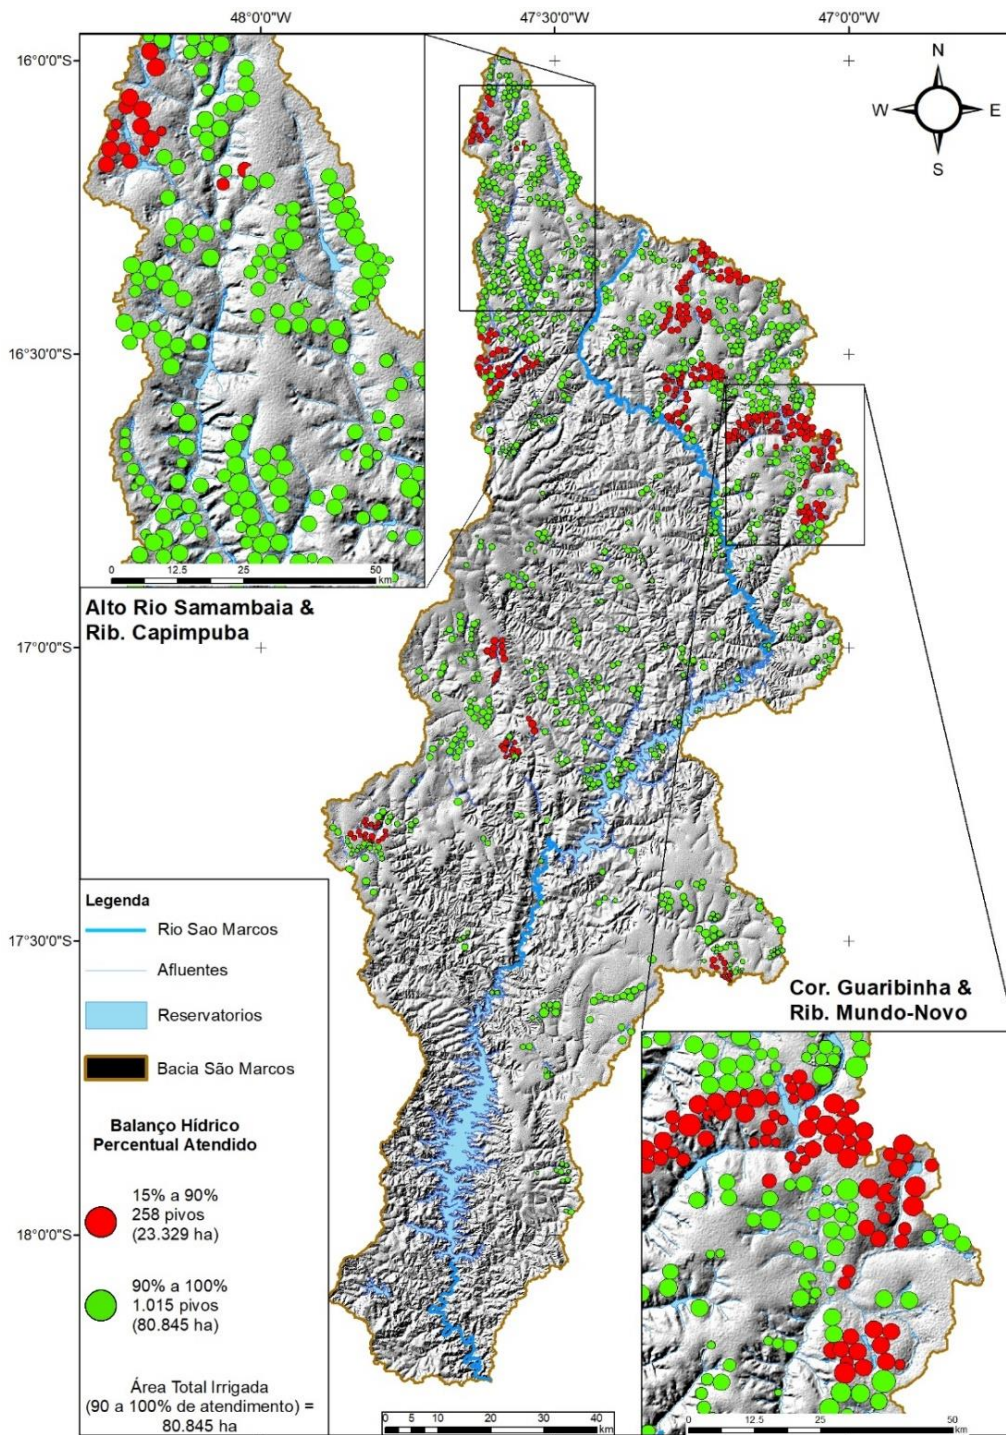 48°0'0"W
47°30'0"W
47°0'0"W
16°0'0"S
16°30'0"S
17°0'0"S
17°30'0"S
18°0'0"S
N
W
E
S
0 12.5 25 50
km
Alto Rio Samambaia &
Rib. Capimpuba
Legenda
Rio Sao Marcos
Afluentes
Reservatorios
Bacia São Marcos
Balanço Hídrico
Percentual Atendido
15% a 90%
258 pivos
(23.329 ha)
90% a 100%
1.015 pivos
(80.845 ha)
Área Total Irrigada
(90 a 100% de atendimento) =
80.845 ha
0 5 10 20 30 40
km
Cor. Guaribinha &
Rib. Mundo-Novo
0 12.5 25 50
km